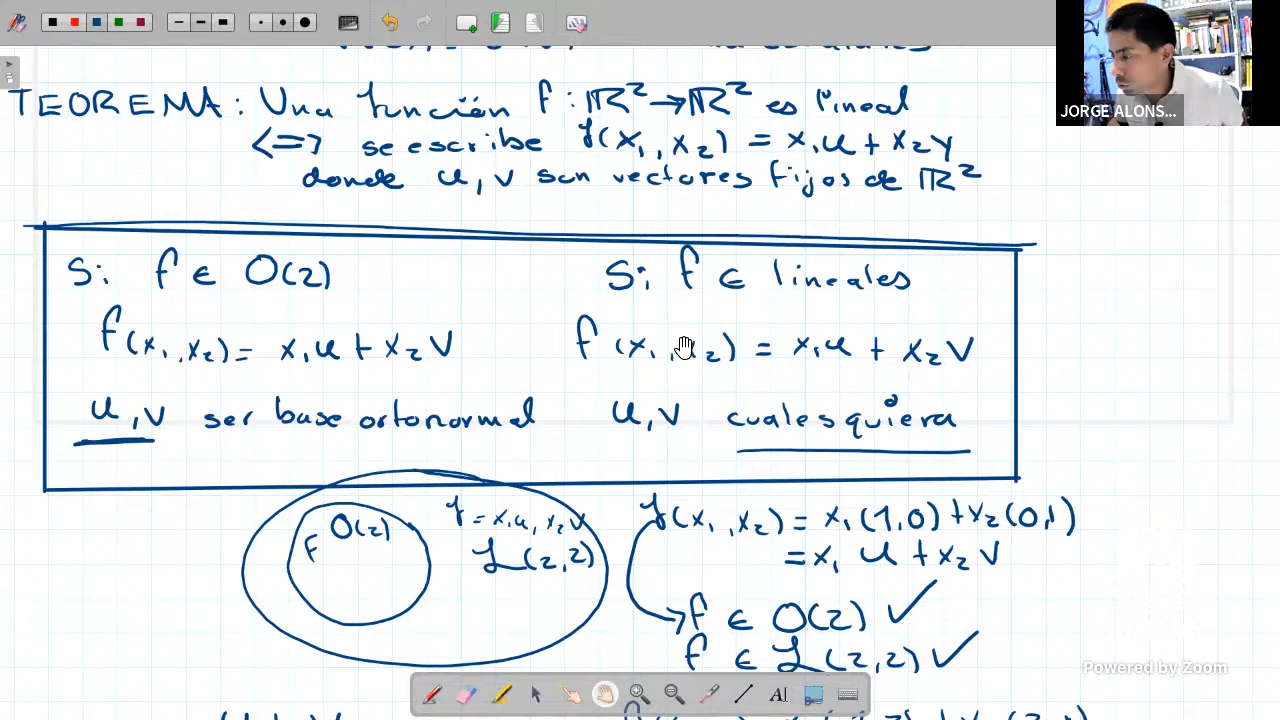 JORGE ALONS...
TEOREMA: Una función f: ℝ² → ℝ² es lineal
<=> se escribe f(x₁, x₂) = x₁u + x₂v
donde u, v son vectores fijos de ℝ²
Si f ∈ O(2)
f(x₁, x₂) = x₁u + x₂v
u, v ser base ortonormal
Si f ∈ lineales
f(x₁, x₂) = x₁u + x₂v
u, v cualesquiera
f O(2)
f = x₁u, x₂v
ℒ(2,2)
f(x₁, x₂) = x₁(1,0) + x₂(0,1)
= x₁ u + x₂ v
f ∈ O(2) ✓
f ∈ ℒ(2,2) ✓
Powered by Zoom